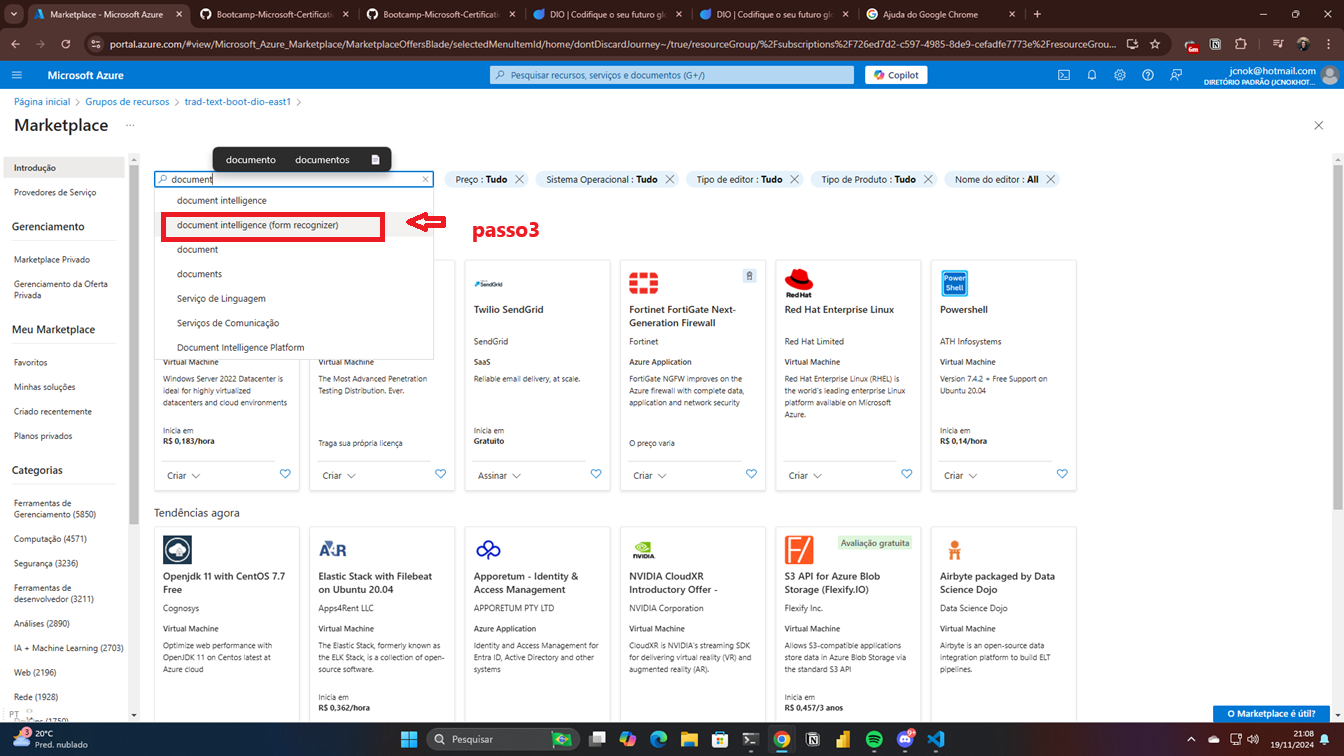 Marketplace - Microsoft Azure
Bootcamp-Microsoft-Certificatio
Bootcamp-Microsoft-Certificatio
DIO | Codifique o seu futuro glo
DIO | Codifique o seu futuro glo
Ajuda do Google Chrome
portal.azure.com/#view/Microsoft_Azure_Marketplace/MarketplaceOffersBlade/selectedMenuItemId/home/dontDiscardJourney~/true/resourceGroup/%2Fsubscriptions%2F726ed7d2-c597-4985-8de9-cefadfe7773e%2FresourceGrou...
Microsoft Azure
Pesquisar recursos, serviços e documentos (G+/)
Copilot
jcnok@hotmail.com
DIRETÓRIO PADRÃO (JCNOKHOT...
Página inicial > Grupos de recursos > trad-text-boot-dio-east1 >
Marketplace ...
documento documentos
Introdução
Provedores de Serviço
Gerenciamento
Marketplace Privado
Gerenciamento da Oferta
Privada
Meu Marketplace
Favoritos
Minhas soluções
Criado recentemente
Planos privados
Categorias
Ferramentas de
Gerenciamento (5850)
Computação (4571)
Segurança (3236)
Ferramentas de
desenvolvedor (3211)
Análises (2890)
IA + Machine Learning (2703)
Web (2196)
Rede (1928)
PT
document
Preço : Tudo
Sistema Operacional : Tudo
Tipo de editor : Tudo
Tipo de Produto : Tudo
Nome do editor : All
document intelligence
document intelligence (form recognizer)
document
documents
Serviço de Linguagem
Serviços de Comunicação
Document Intelligence Platform
passo3
Virtual Machine
Windows Server 2022 Datacenter is
ideal for highly virtualized
datacenters and cloud environments
Inicia em
R$ 0,183/hora
Criar
Virtual Machine
The Most Advanced Penetration
Testing Distribution. Ever.
Traga sua própria licença
Criar
SendGrid
Twilio SendGrid
SendGrid
SaaS
Reliable email delivery, at scale.
Inicia em
Gratuito
Assinar
Fortinet FortiGate Next-
Generation Firewall
Fortinet
Azure Application
FortiGate NGFW improves on the
Azure firewall with complete data,
application and network security
O preço varia
Criar
Red Hat
Red Hat Enterprise Linux
Red Hat Limited
Virtual Machine
Red Hat Enterprise Linux (RHEL) is
the world's leading enterprise Linux
platform available on Microsoft
Azure.
Criar
Power
Shell
Powershell
ATH Infosystems
Virtual Machine
Version 7.4.2 + Free Support on
Ubuntu 20.04
Inicia em
R$ 0,14/hora
Criar
Tendências agora
Openjdk 11 with CentOS 7.7
Free
Cognosys
Virtual Machine
Optimize web performance with
OpenJDK 11 on Centos latest at
Azure cloud
A4R
Elastic Stack with Filebeat
on Ubuntu 20.04
Apps4Rent LLC
Virtual Machine
The Elastic Stack, formerly known as
the ELK Stack, is a collection of open-
source software.
Inicia em
R$ 0,362/hora
Apporetum - Identity &
Access Management
APPORETUM PTY LTD
Azure Application
Identity and Access Management for
Entra ID, Active Directory and other
systems
NVIDIA
NVIDIA CloudXR
Introductory Offer -
NVIDIA Corporation
Virtual Machine
CloudXR is NVIDIA's streaming SDK
for delivering virtual reality (VR) and
augmented reality (AR).
Avaliação gratuita
S3 API for Azure Blob
Storage (Flexify.IO)
Flexify Inc.
Virtual Machine
Allows S3-compatible applications
store data in Azure Blob Storage via
the standard S3 API
Inicia em
R$ 0,457/3 anos
Airbyte packaged by Data
Science Dojo
Data Science Dojo
Virtual Machine
Airbyte is an open-source data
integration platform to build ELT
pipelines.
O Marketplace é útil?
3
20°C
Pred. nublado
Pesquisar
21:08
19/11/2024